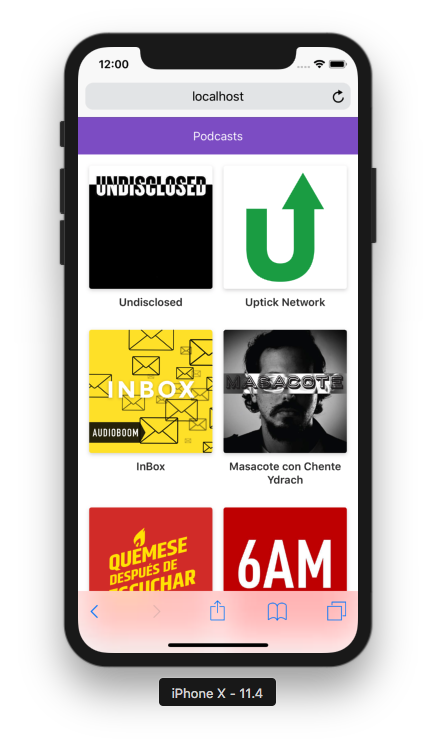 12:00
localhost
Podcasts
UNDISCLOSED
Undisclosed
Uptick Network
INBOX
AUDIOBOOM
MASACOTE
InBox
Masacote con Chente
Ydrach
QUÉMESE
DESPUÉS DE
ESCUCHAR
6AM
iPhone X - 11.4